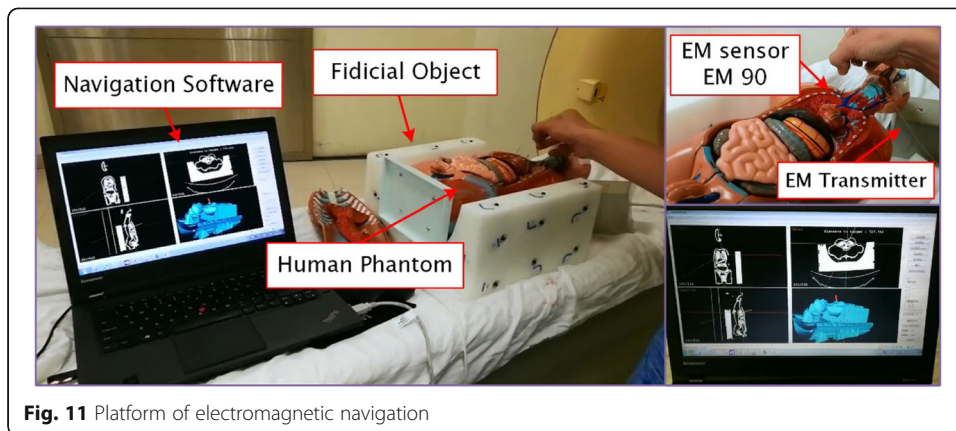 Navigation Software
Fidicial Object
Human Phantom
EM sensor
EM 90
EM Transmitter
Fig. 11 Platform of electromagnetic navigation